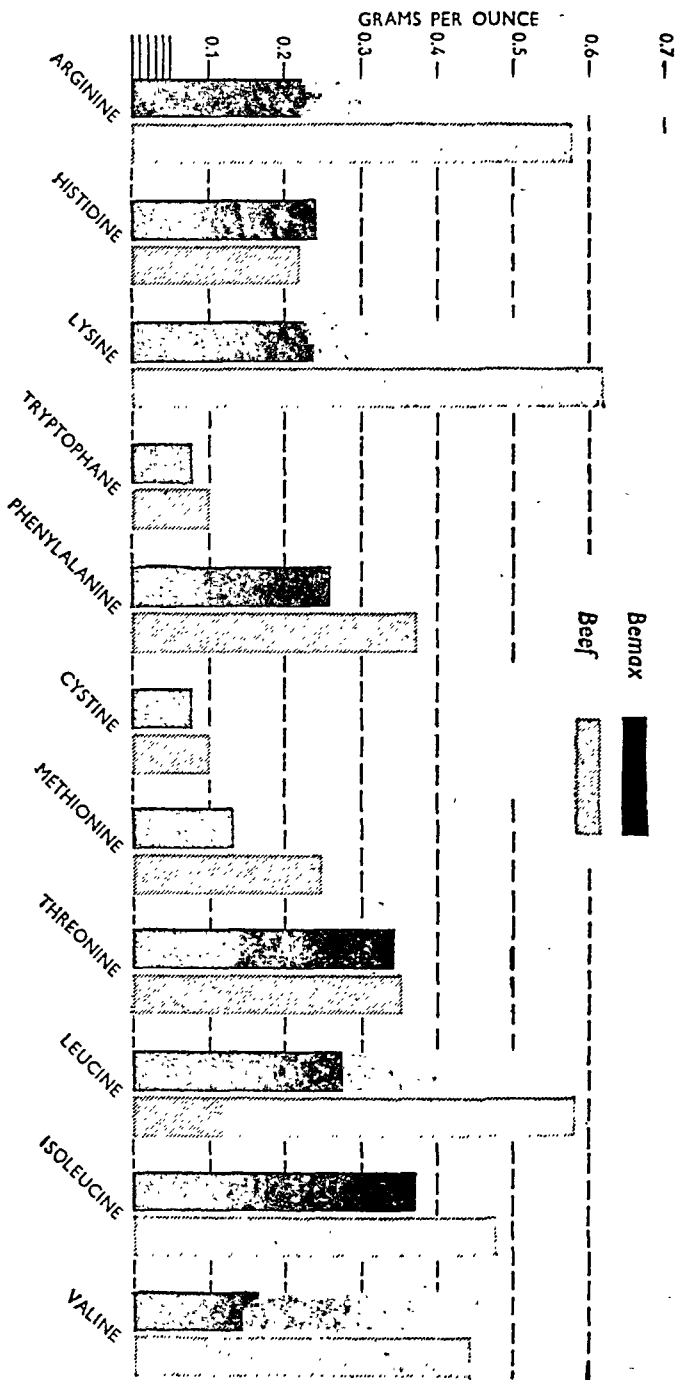 GRAMS PER OUNCE
0.1
0.2
0.3
0.4
0.5
0.6
0.7
ARGININE
HISTIDINE
LYSINE
TRYPTOPHANE
PHENYLALANINE
CYSTINE
METHIONINE
THREONINE
LEUCINE
ISOLEUCINE
VALINE
Bemax
Beef